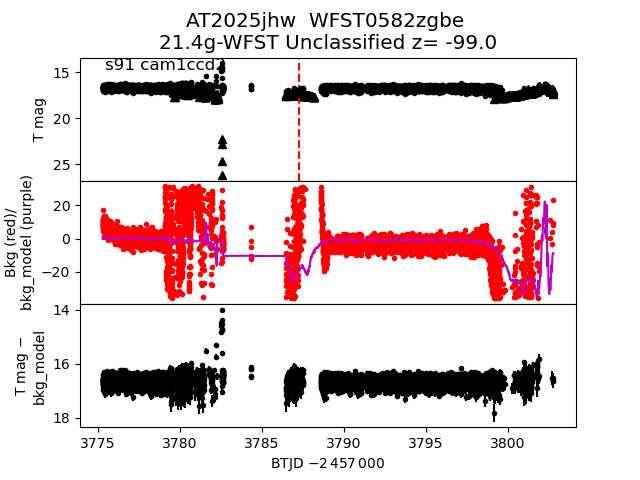 AT2025jhw  WFST0582zgbe
21.4g-WFST Unclassified z= -99.0
s91 cam1ccd
15
20
25
T mag
20
0
−20
Bkg (red)/
bkg_model (purple)
14
16
18
T mag −
bkg_model
3775
3780
3785
3790
3795
3800
BTJD −2 457 000